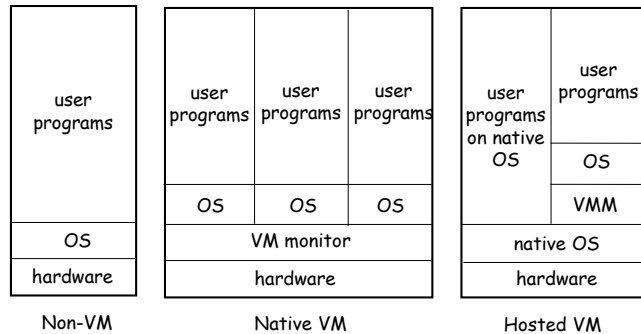 user
programs
OS
hardware
Non-VM
user
programs
user
programs
user
programs
OS
OS
OS
VM monitor
hardware
Native VM
user
programs
on native
OS
user
programs
OS
VMM
native OS
hardware
Hosted VM